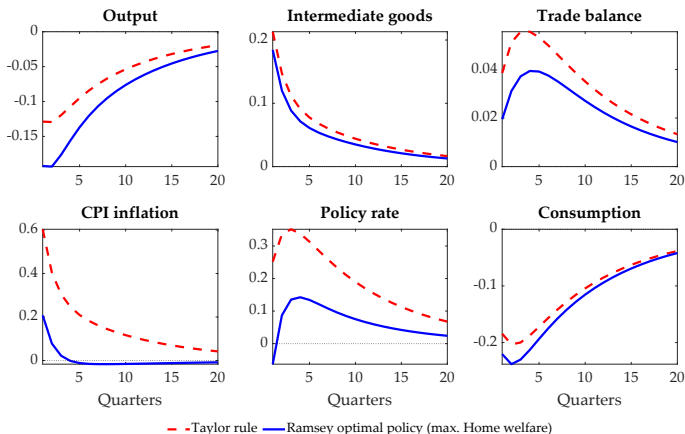 Output
Intermediate goods
Trade balance
0
-0.05
-0.1
-0.15
5 10 15 20
0.2
0.1
0
5 10 15 20
0.04
0.02
0
5 10 15 20
CPI inflation
Policy rate
Consumption
0.6
0.4
0.2
0
5 10 15 20
Quarters
0.3
0.2
0.1
0
5 10 15 20
Quarters
0
-0.1
-0.2
5 10 15 20
Quarters
Taylor rule Ramsey optimal policy (max. Home welfare)